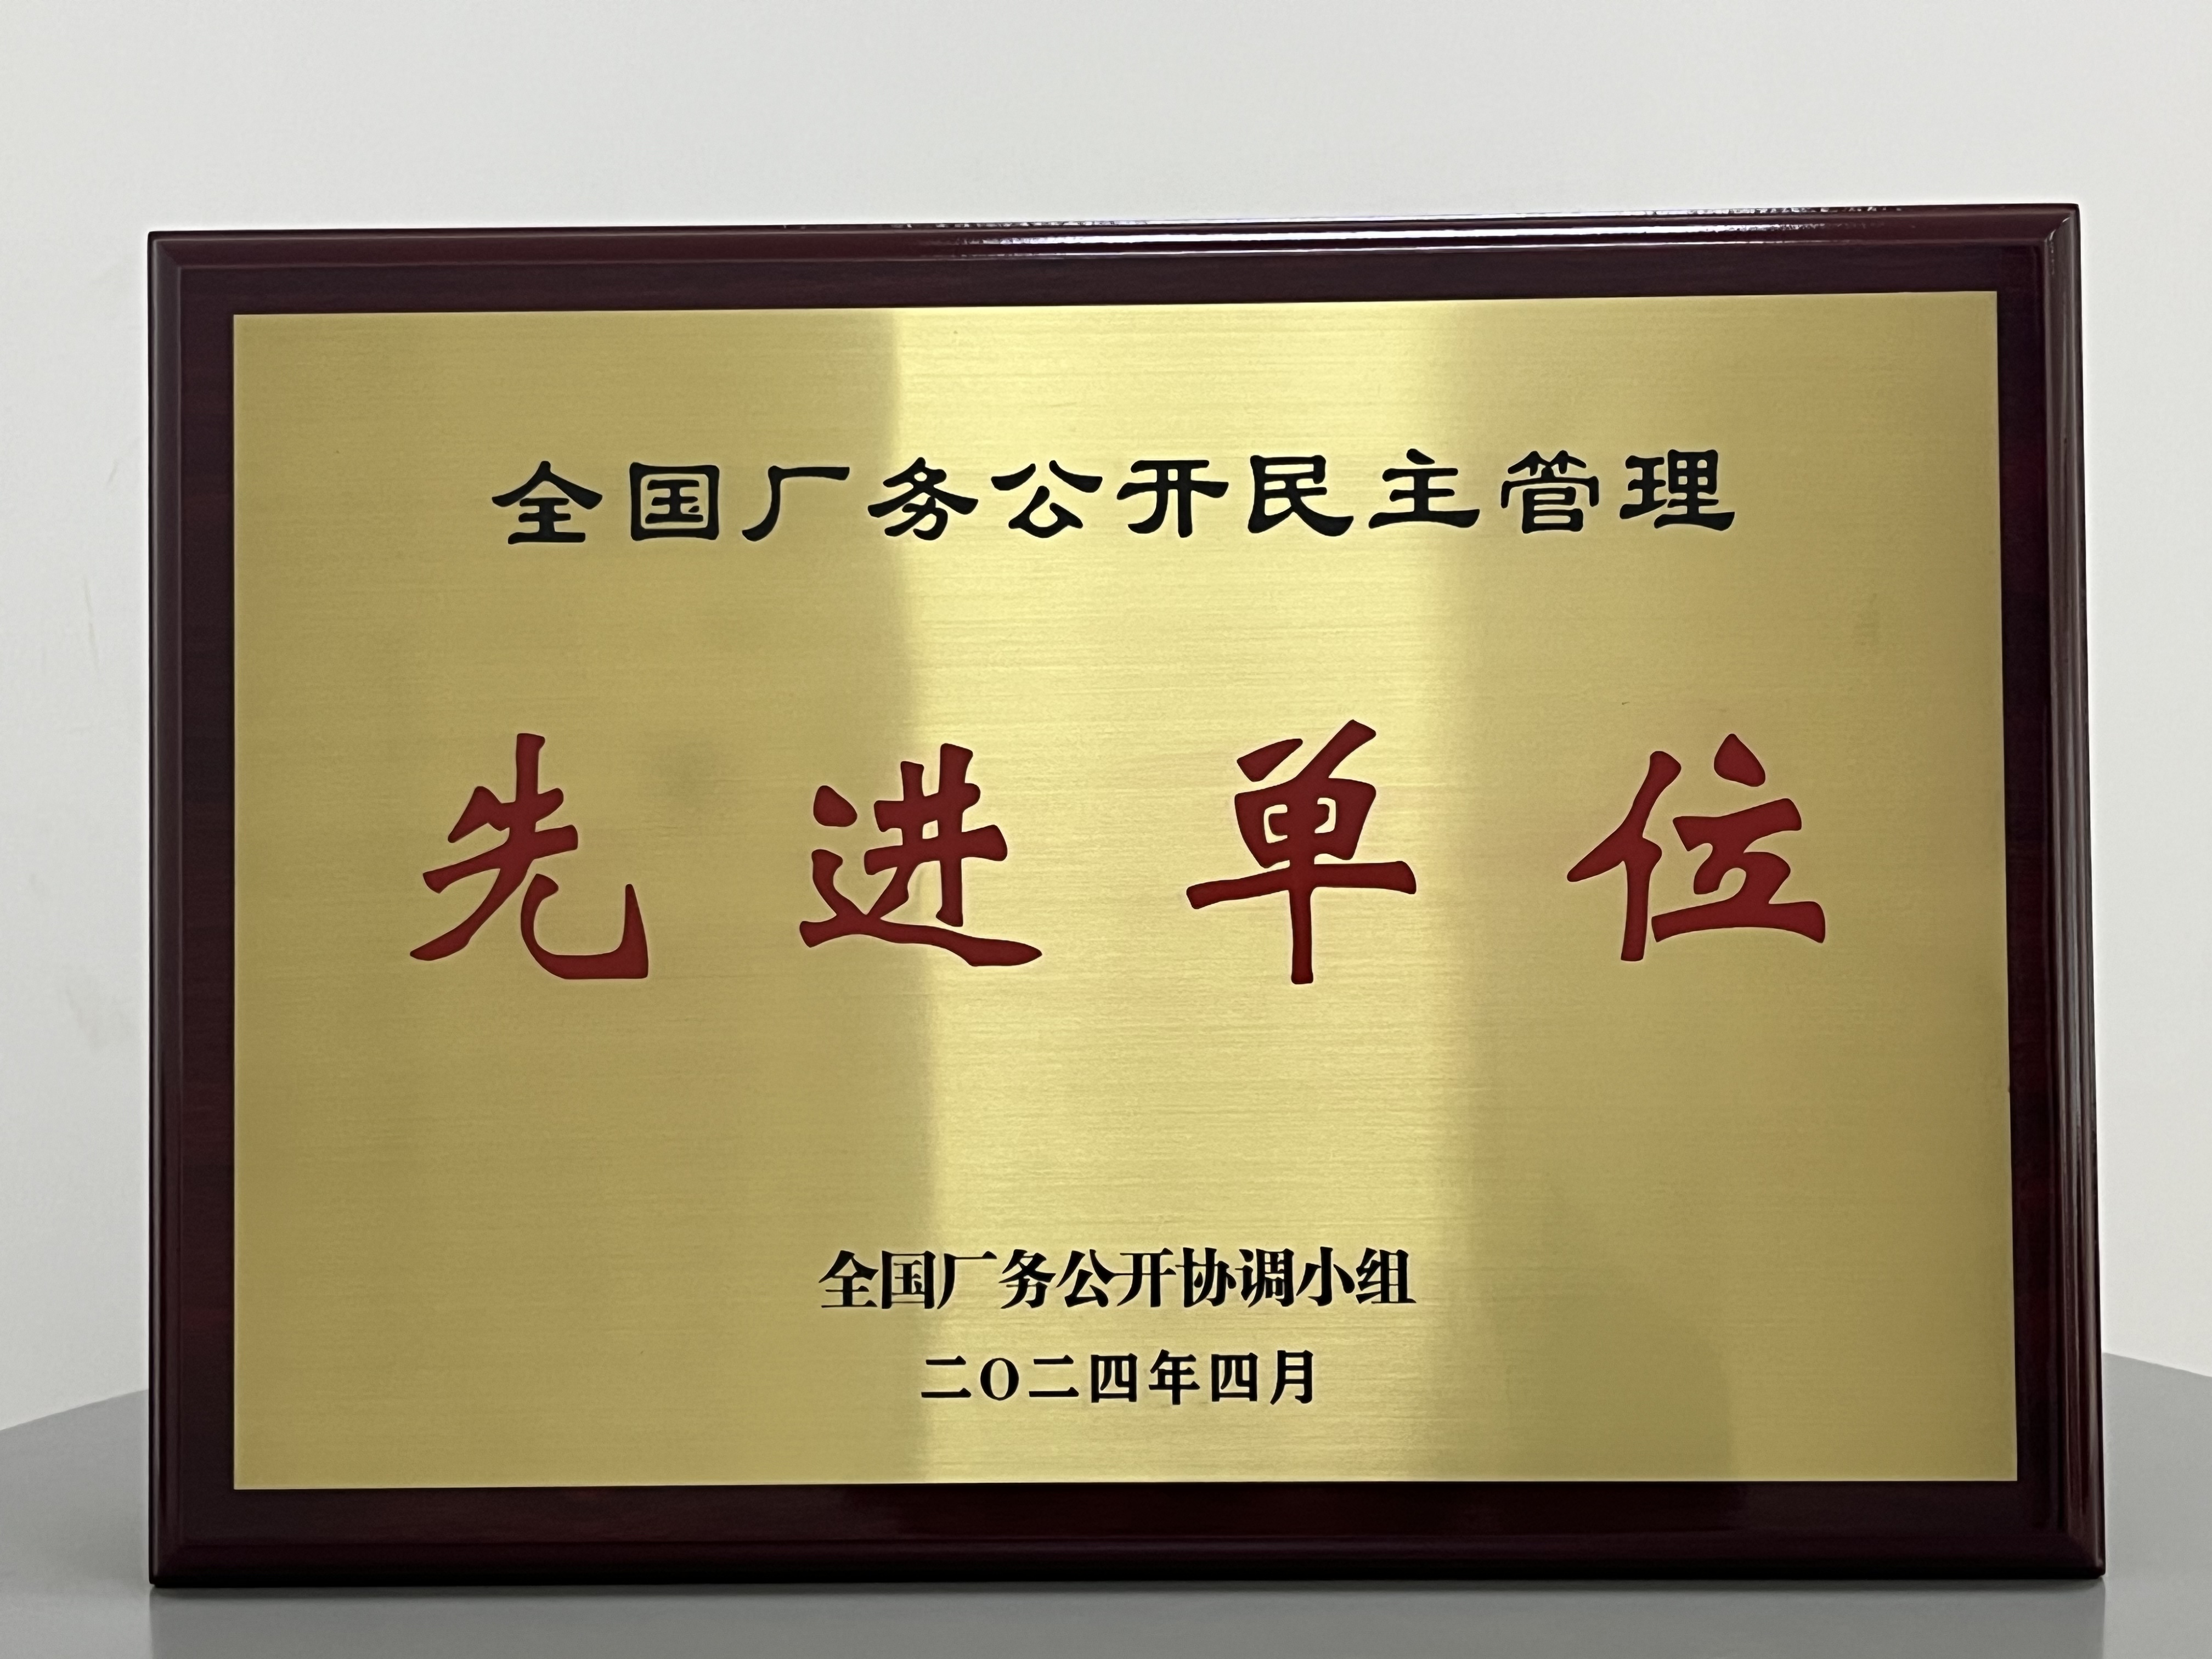 全国厂务公开民主管理
先进单位
全国厂务公开协调小组
二〇二四年四月